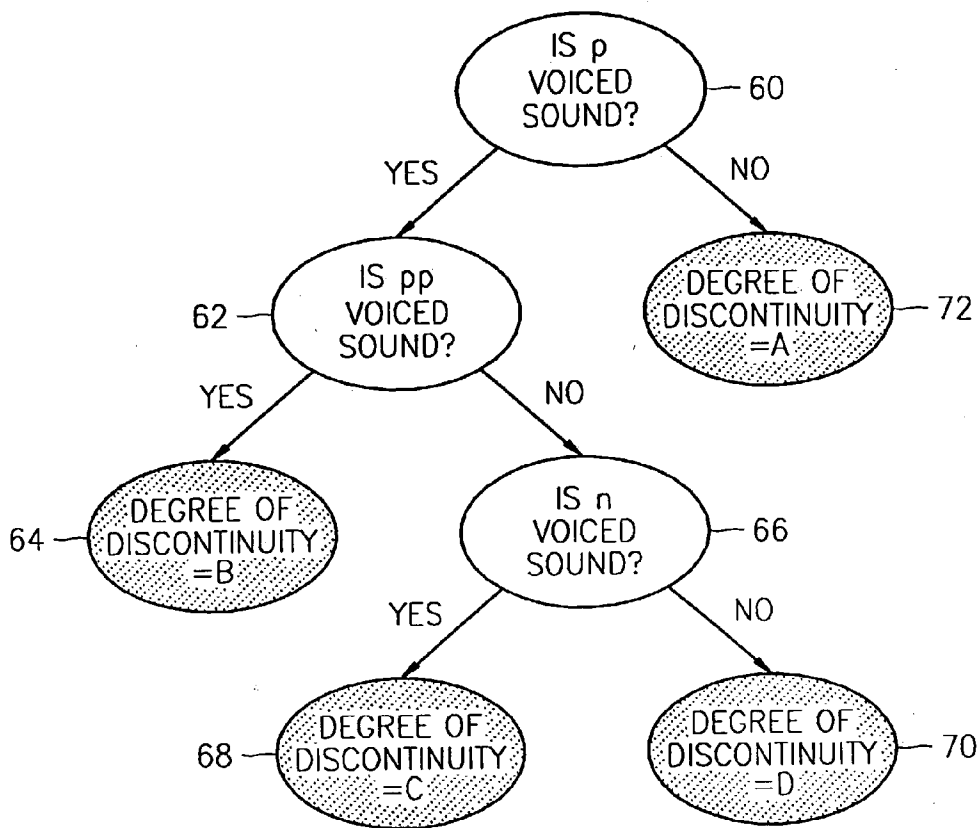 IS p
VOICED
SOUND?
60
YES
NO
IS pp
VOICED
SOUND?
62
DEGREE OF
DISCONTINUITY
=A
72
YES
NO
DEGREE OF
DISCONTINUITY
=B
64
IS n
VOICED
SOUND?
66
YES
NO
DEGREE OF
DISCONTINUITY
=C
68
DEGREE OF
DISCONTINUITY
=D
70